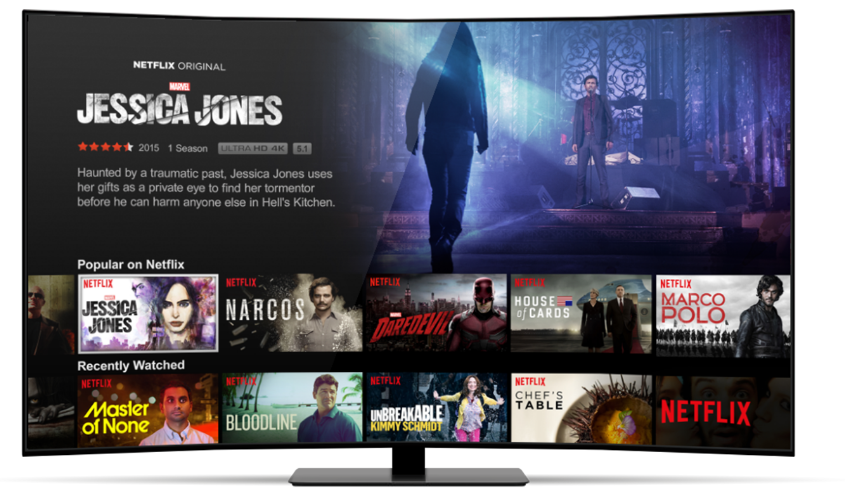 NETFLIX ORIGINAL
MARVEL
JESSICA JONES
2015 1 Season ULTRA HD 4K 5.1
Haunted by a traumatic past, Jessica Jones uses
her gifts as a private eye to find her tormentor
before he can harm anyone else in Hell's Kitchen.
Popular on Netflix
NETFLIX
MARVEL
JESSICA
JONES
NETFLIX
NARCOS
NETFLIX
MARVEL
DAREDEVIL
NETFLIX
HOUSE
of CARDS
NETFLIX
MARCO
POLO
Recently Watched
NETFLIX
Master
of None
NETFLIX
BLOODLINE
NETFLIX
UNBREAKABLE
KIMMY SCHMIDT
NETFLIX
CHEF'S
TABLE
NETFLIX